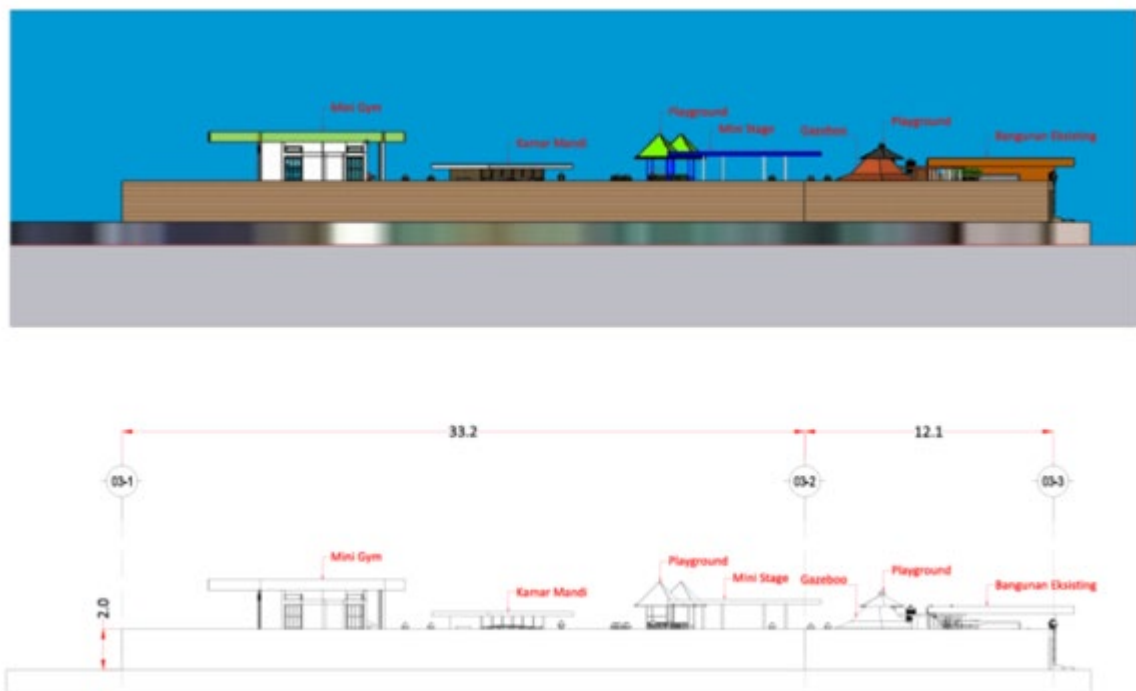 Mini Gym
Kamar Mandi
Playground
Mini Stage
Gazeboo
Playground
Bangunan Eksisting
33.2
12.1
03-1
03-2
03-3
Mini Gym
Kamar Mandi
Playground
Mini Stage
Gazeboo
Playground
Bangunan Eksisting
2.0